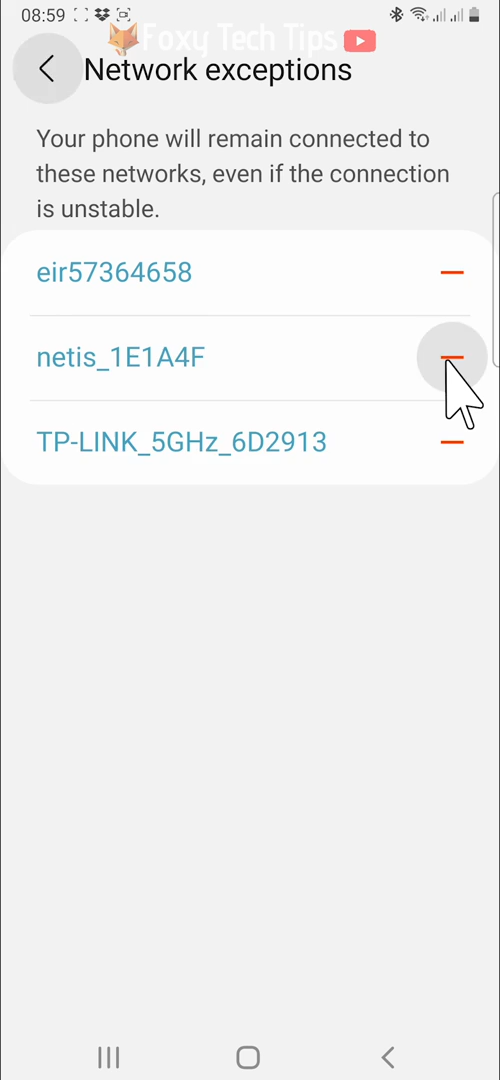 08:59
Foxy Tech Tips
Network exceptions
Your phone will remain connected to
these networks, even if the connection
is unstable.
eir57364658
netis_1E1A4F
TP-LINK_5GHz_6D2913